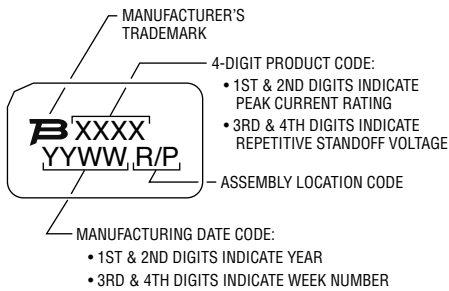 MANUFACTURER'S
TRADEMARK
4-DIGIT PRODUCT CODE:
• 1ST & 2ND DIGITS INDICATE
PEAK CURRENT RATING
• 3RD & 4TH DIGITS INDICATE
REPETITIVE STANDOFF VOLTAGE
B XXXX
YYWW R/P
ASSEMBLY LOCATION CODE
MANUFACTURING DATE CODE:
• 1ST & 2ND DIGITS INDICATE YEAR
• 3RD & 4TH DIGITS INDICATE WEEK NUMBER